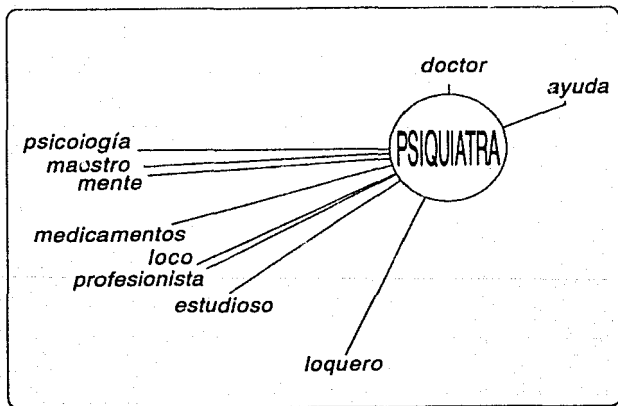 doctor
ayuda
PSIQUIATRA
psicología
maestro
mente
medicamentos
loco
profesionista
estudioso
loquero